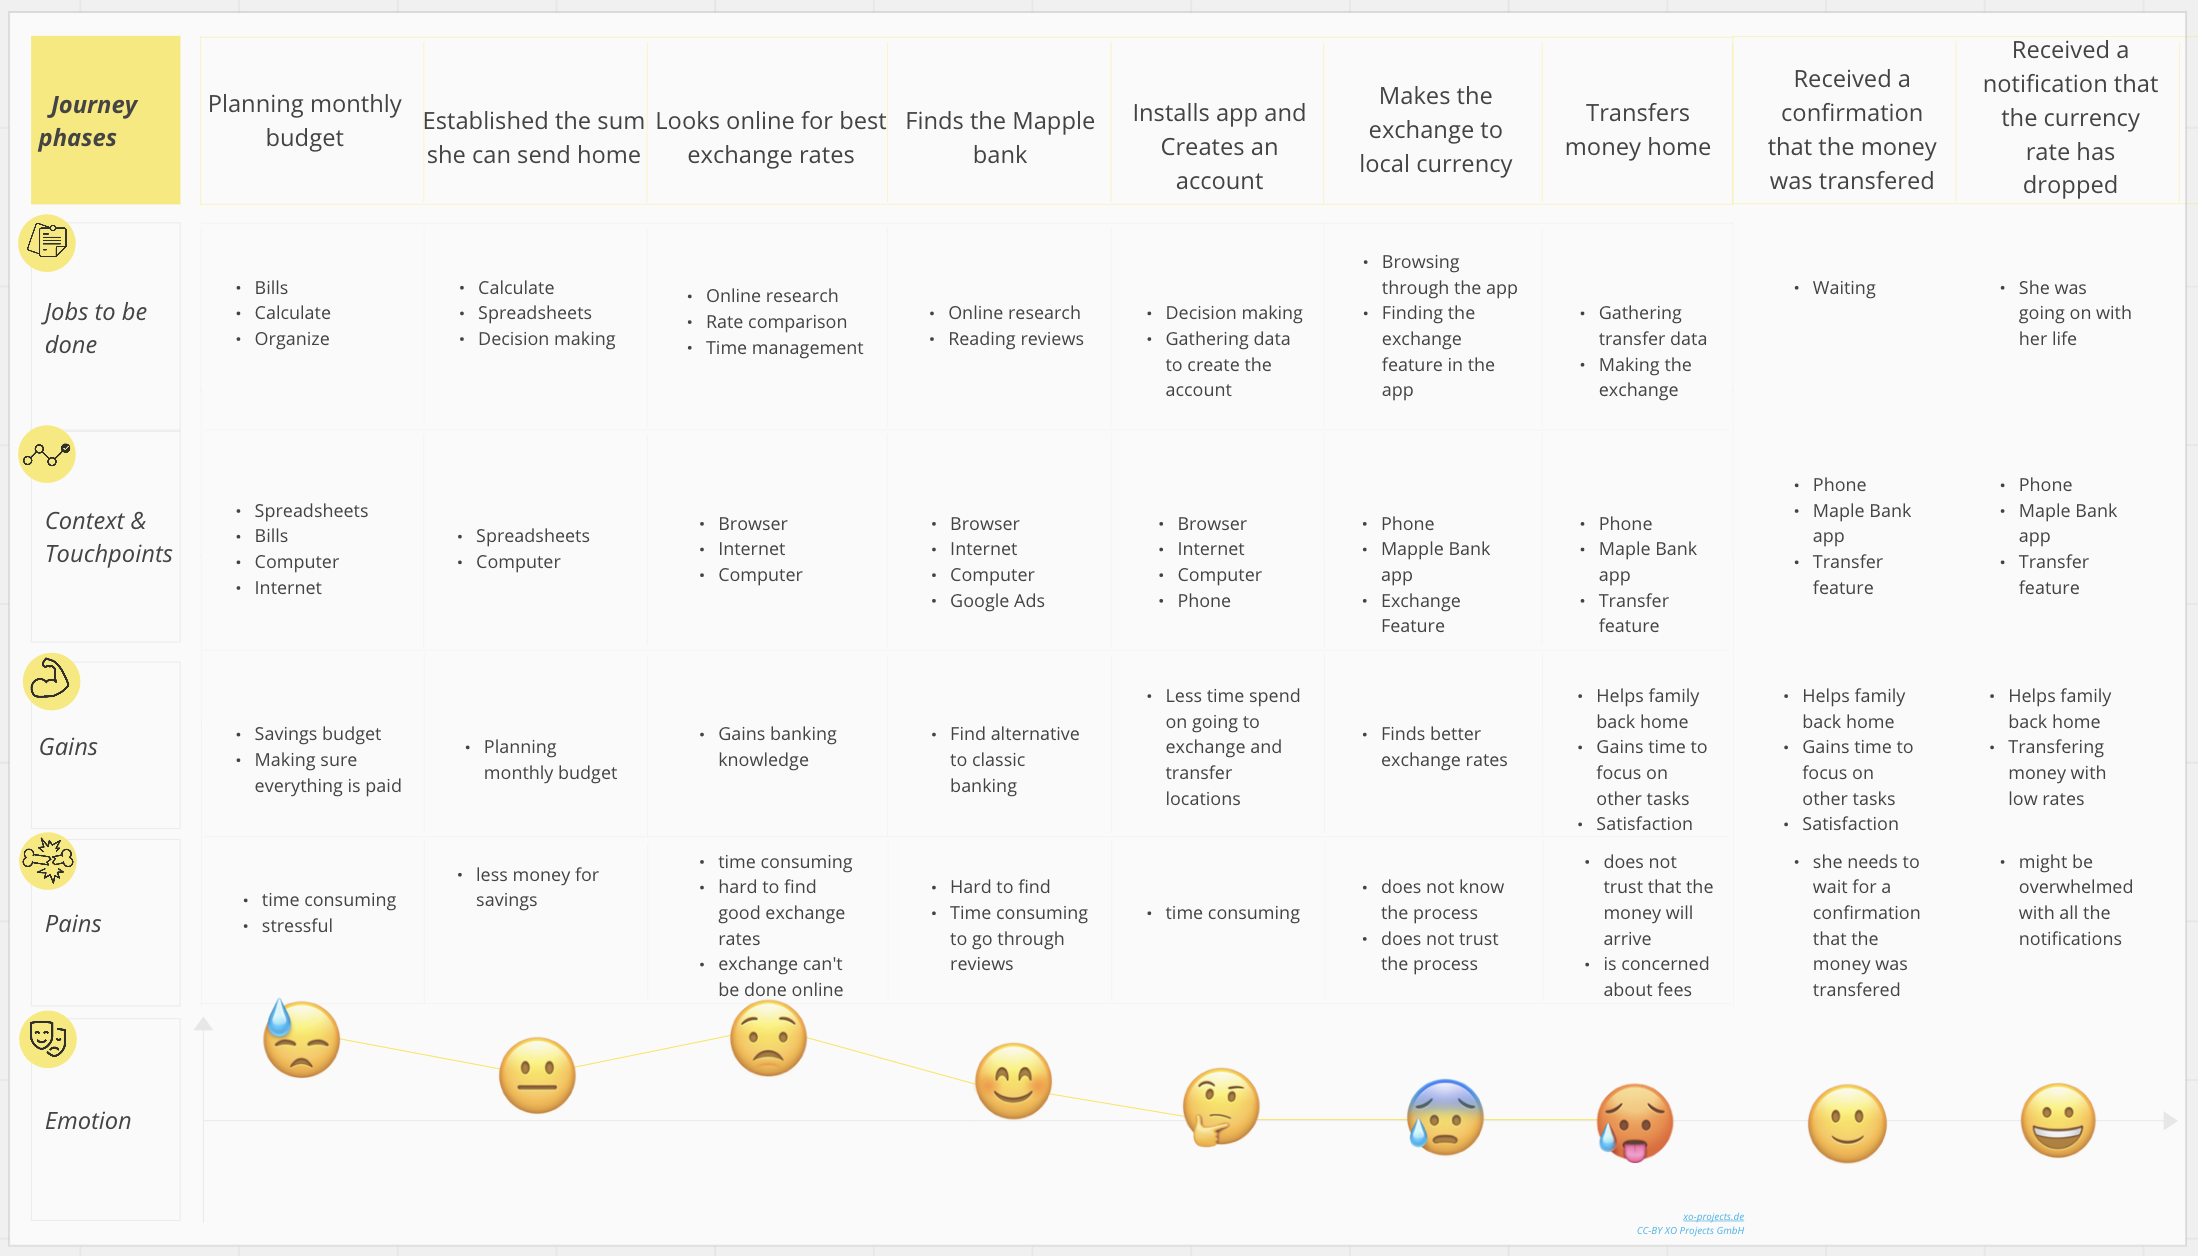 Journey
phases
Planning monthly
budget
Established the sum
she can send home
Looks online for best
exchange rates
Finds the Mapple
bank
Installs app and
Creates an
account
Makes the
exchange to
local currency
Transfers
money home
Received a
confirmation
that the money
was transfered
Received a
notification that
the currency
rate has
dropped
Jobs to be
done
• Bills
• Calculate
• Organize
• Calculate
• Spreadsheets
• Decision making
• Online research
• Rate comparison
• Time management
• Online research
• Reading reviews
• Decision making
• Gathering data
to create the
account
• Browsing
through the app
• Finding the
exchange
feature in the
app
• Gathering
transfer data
• Making the
exchange
• Waiting
• She was
going on with
her life
Context &
Touchpoints
• Spreadsheets
• Bills
• Computer
• Internet
• Spreadsheets
• Computer
• Browser
• Internet
• Computer
• Browser
• Internet
• Computer
• Google Ads
• Browser
• Internet
• Computer
• Phone
• Phone
• Mapple Bank
app
• Exchange
Feature
• Phone
• Maple Bank
app
• Transfer
feature
• Phone
• Maple Bank
app
• Transfer
feature
• Phone
• Maple Bank
app
• Transfer
feature
Gains
• Savings budget
• Making sure
everything is paid
• Planning
monthly budget
• Gains banking
knowledge
• Find alternative
to classic
banking
• Less time spend
on going to
exchange and
transfer
locations
• Finds better
exchange rates
• Helps family
back home
• Gains time to
focus on
other tasks
• Satisfaction
• Helps family
back home
• Gains time to
focus on
other tasks
• Satisfaction
• Helps family
back home
• Transfering
money with
low rates
Pains
• time consuming
• stressful
• less money for
savings
• time consuming
• hard to find
good exchange
rates
• exchange can't
be done online
• Hard to find
• Time consuming
to go through
reviews
• time consuming
• does not know
the process
• does not trust
the process
• does not
trust that the
money will
arrive
• is concerned
about fees
• she needs to
wait for a
confirmation
that the
money was
transfered
• might be
overwhelmed
with all the
notifications
Emotion
xo-projects.de
CC-BY XO Projects GmbH